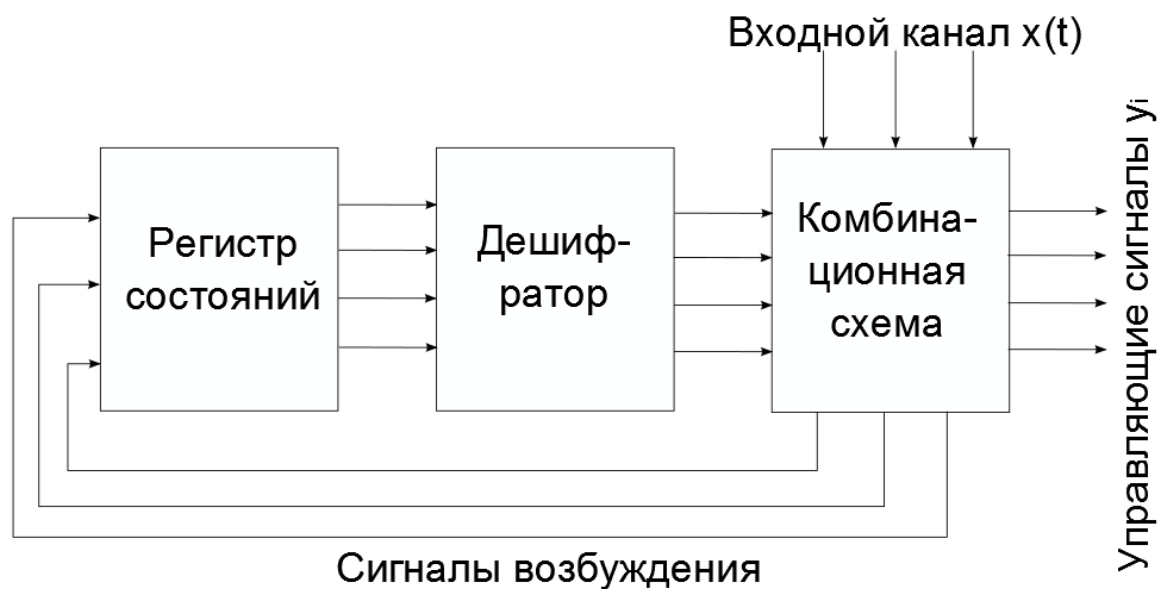 Входной канал x(t)
Регистр
состояний
Дешиф-
ратор
Комбина-
ционная
схема
Управляющие сигналы yi
Сигналы возбуждения